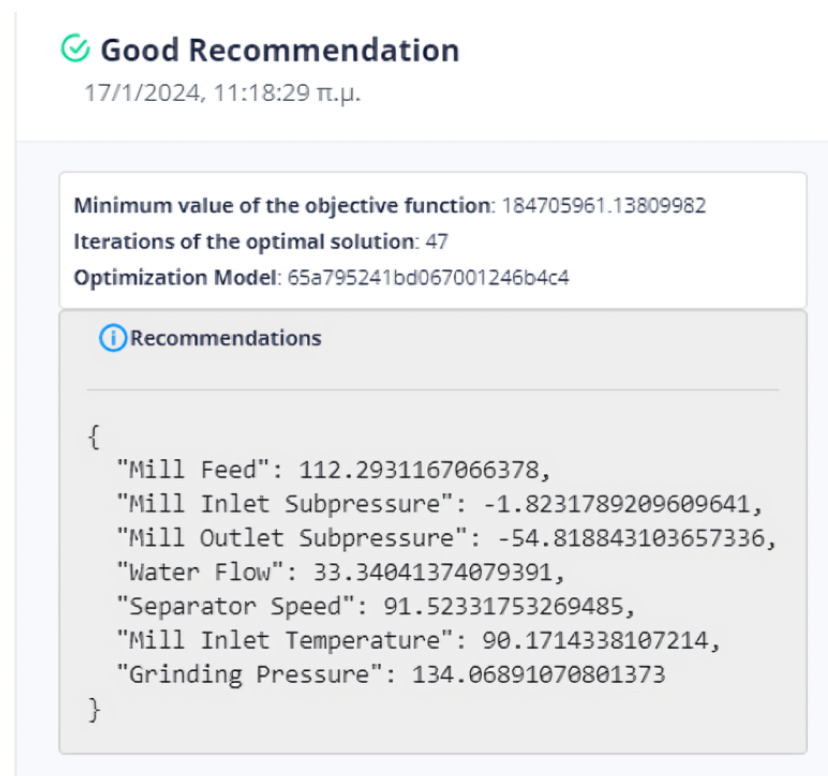 Good Recommendation
17/1/2024, 11:18:29 π.μ.
Minimum value of the objective function: 184705961.13809982
Iterations of the optimal solution: 47
Optimization Model: 65a795241bd067001246b4c4
Recommendations
{
"Mill Feed": 112.2931167066378,
"Mill Inlet Subpressure": -1.8231789209609641,
"Mill Outlet Subpressure": -54.818843103657336,
"Water Flow": 33.34041374079391,
"Separator Speed": 91.52331753269485,
"Mill Inlet Temperature": 90.1714338107214,
"Grinding Pressure": 134.06891070801373
}